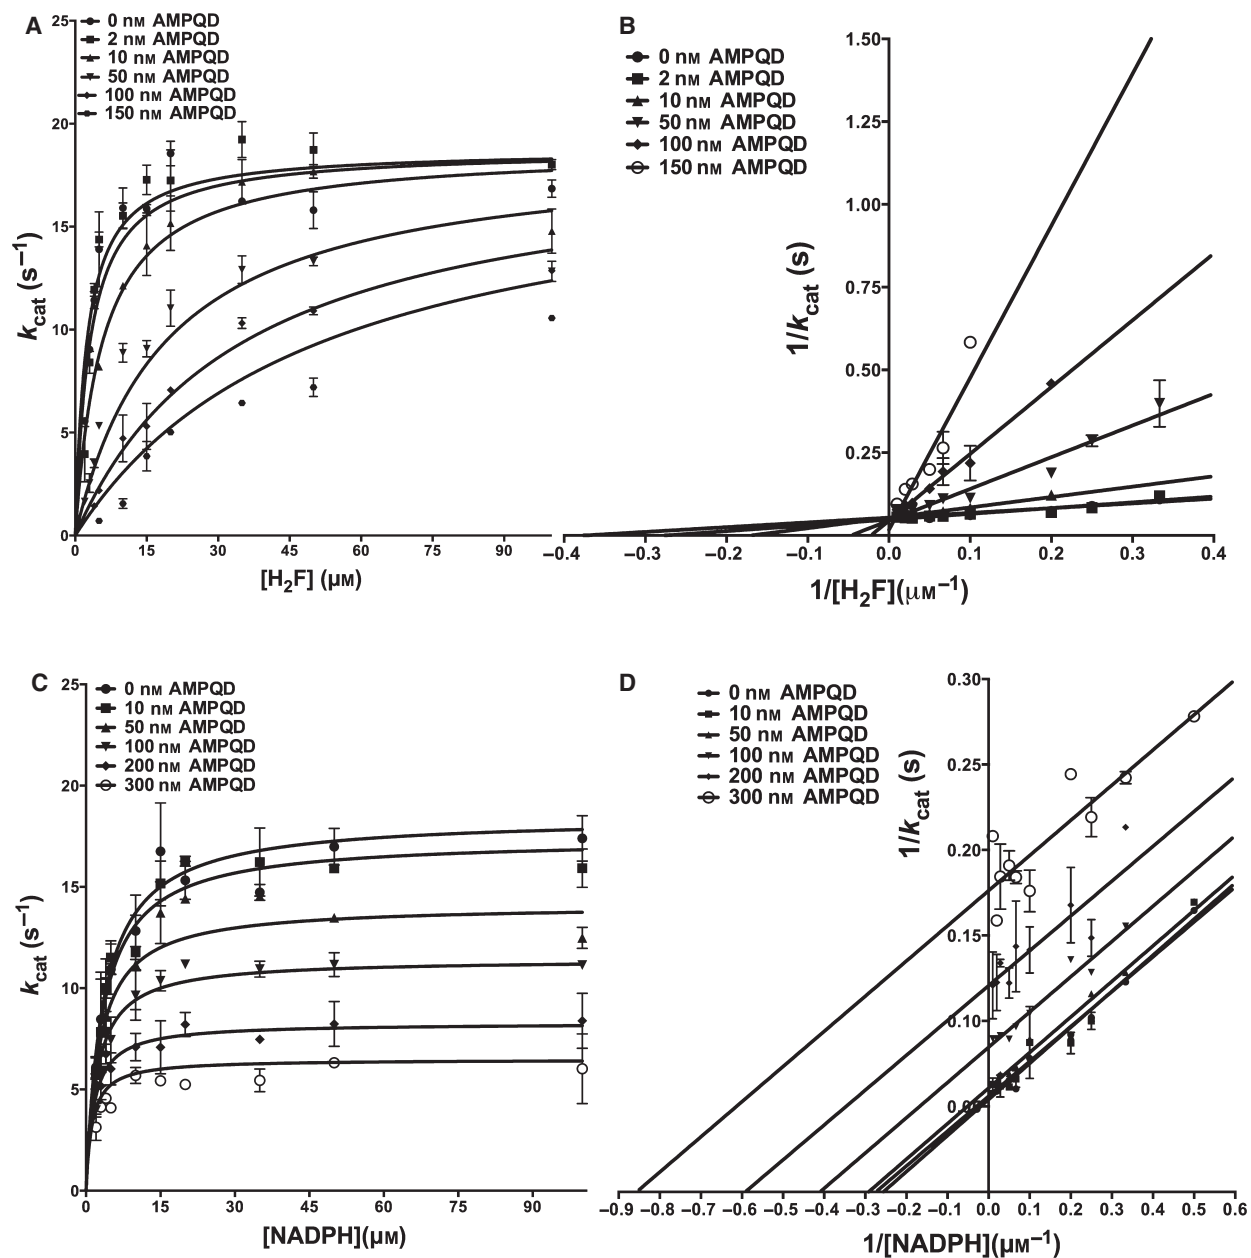 A
25
0 nM AMPQD
2 nM AMPQD
10 nM AMPQD
50 nM AMPQD
100 nM AMPQD
150 nM AMPQD
20
15
10
5
0
kcat (s−1)
0 15 30 45 60 75 90
[H2F] (µM)
B
0 nM AMPQD
2 nM AMPQD
10 nM AMPQD
50 nM AMPQD
100 nM AMPQD
150 nM AMPQD
1.50
1.25
1.00
0.75
0.50
0.25
1/kcat (s)
−0.4 −0.3 −0.2 −0.1 0.0 0.1 0.2 0.3 0.4
1/[H2F](µM−1)
C
25
0 nM AMPQD
10 nM AMPQD
50 nM AMPQD
100 nM AMPQD
200 nM AMPQD
300 nM AMPQD
20
15
10
5
0
kcat (s−1)
0 15 30 45 60 75 90
[NADPH](µM)
D
0 nM AMPQD
10 nM AMPQD
50 nM AMPQD
100 nM AMPQD
200 nM AMPQD
300 nM AMPQD
0.30
0.25
0.20
0.15
0.10
1/kcat (s)
−0.9 −0.8 −0.7 −0.6 −0.5 −0.4 −0.3 −0.2 −0.1 0.0 0.1 0.2 0.3 0.4 0.5 0.6
1/[NADPH](µM−1)